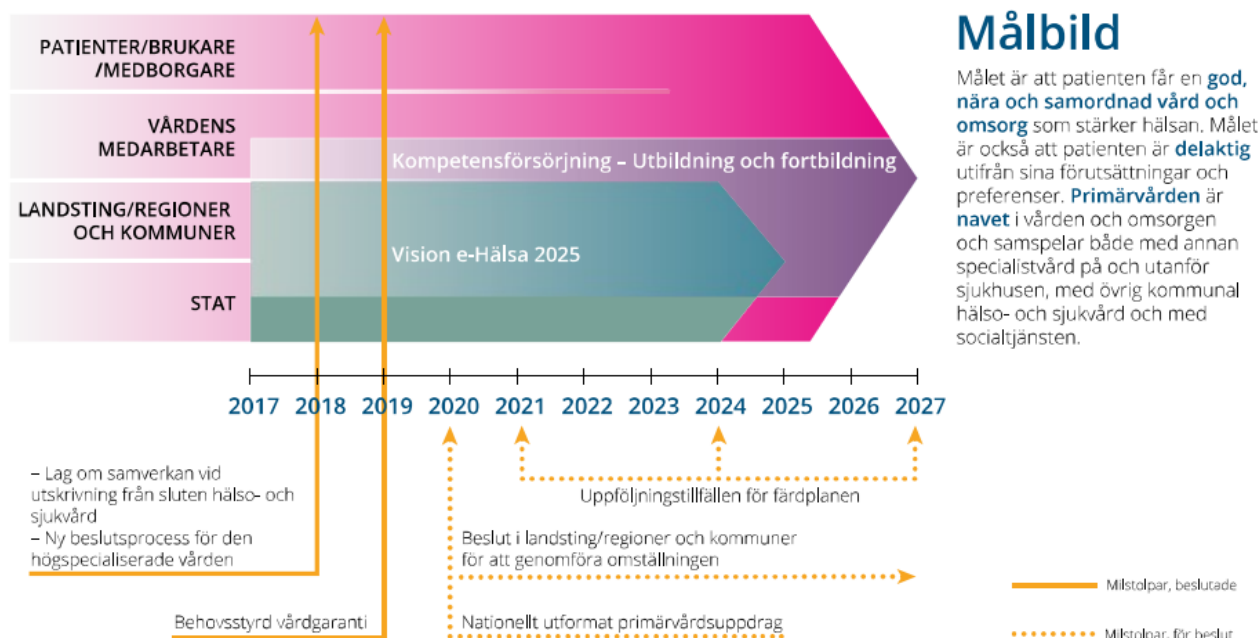 PATIENTER/BRUKARE
/MEDBORGARE
VÅRDENS
MEDARBETARE
LANDSTING/REGIONER
OCH KOMMUNER
STAT
Kompetensförsörjning – Utbildning och fortbildning
Vision e-Hälsa 2025
Målbild
Målet är att patienten får en god,
nära och samordnad vård och
omsorg som stärker hälsan. Målet
är också att patienten är delaktig
utifrån sina förutsättningar och
preferenser. Primärvården är
navet i vården och omsorgen
och samspelar både med annan
specialistvård på och utanför
sjukhusen, med övrig kommunal
hälso- och sjukvård och med
socialtjänsten.
2017 2018 2019 2020 2021 2022 2023 2024 2025 2026 2027
– Lag om samverkan vid
utskrivning från sluten hälso- och
sjukvård
– Ny beslutsprocess för den
högspecialiserade vården
Behovsstyrd vårdgaranti
Uppföljningstillfällen för färdplanen
Beslut i landsting/regioner och kommuner
för att genomföra omställningen
Nationellt utformat primärvårdsuppdrag
Milstolpar, beslutade
Milstolpar, för beslut